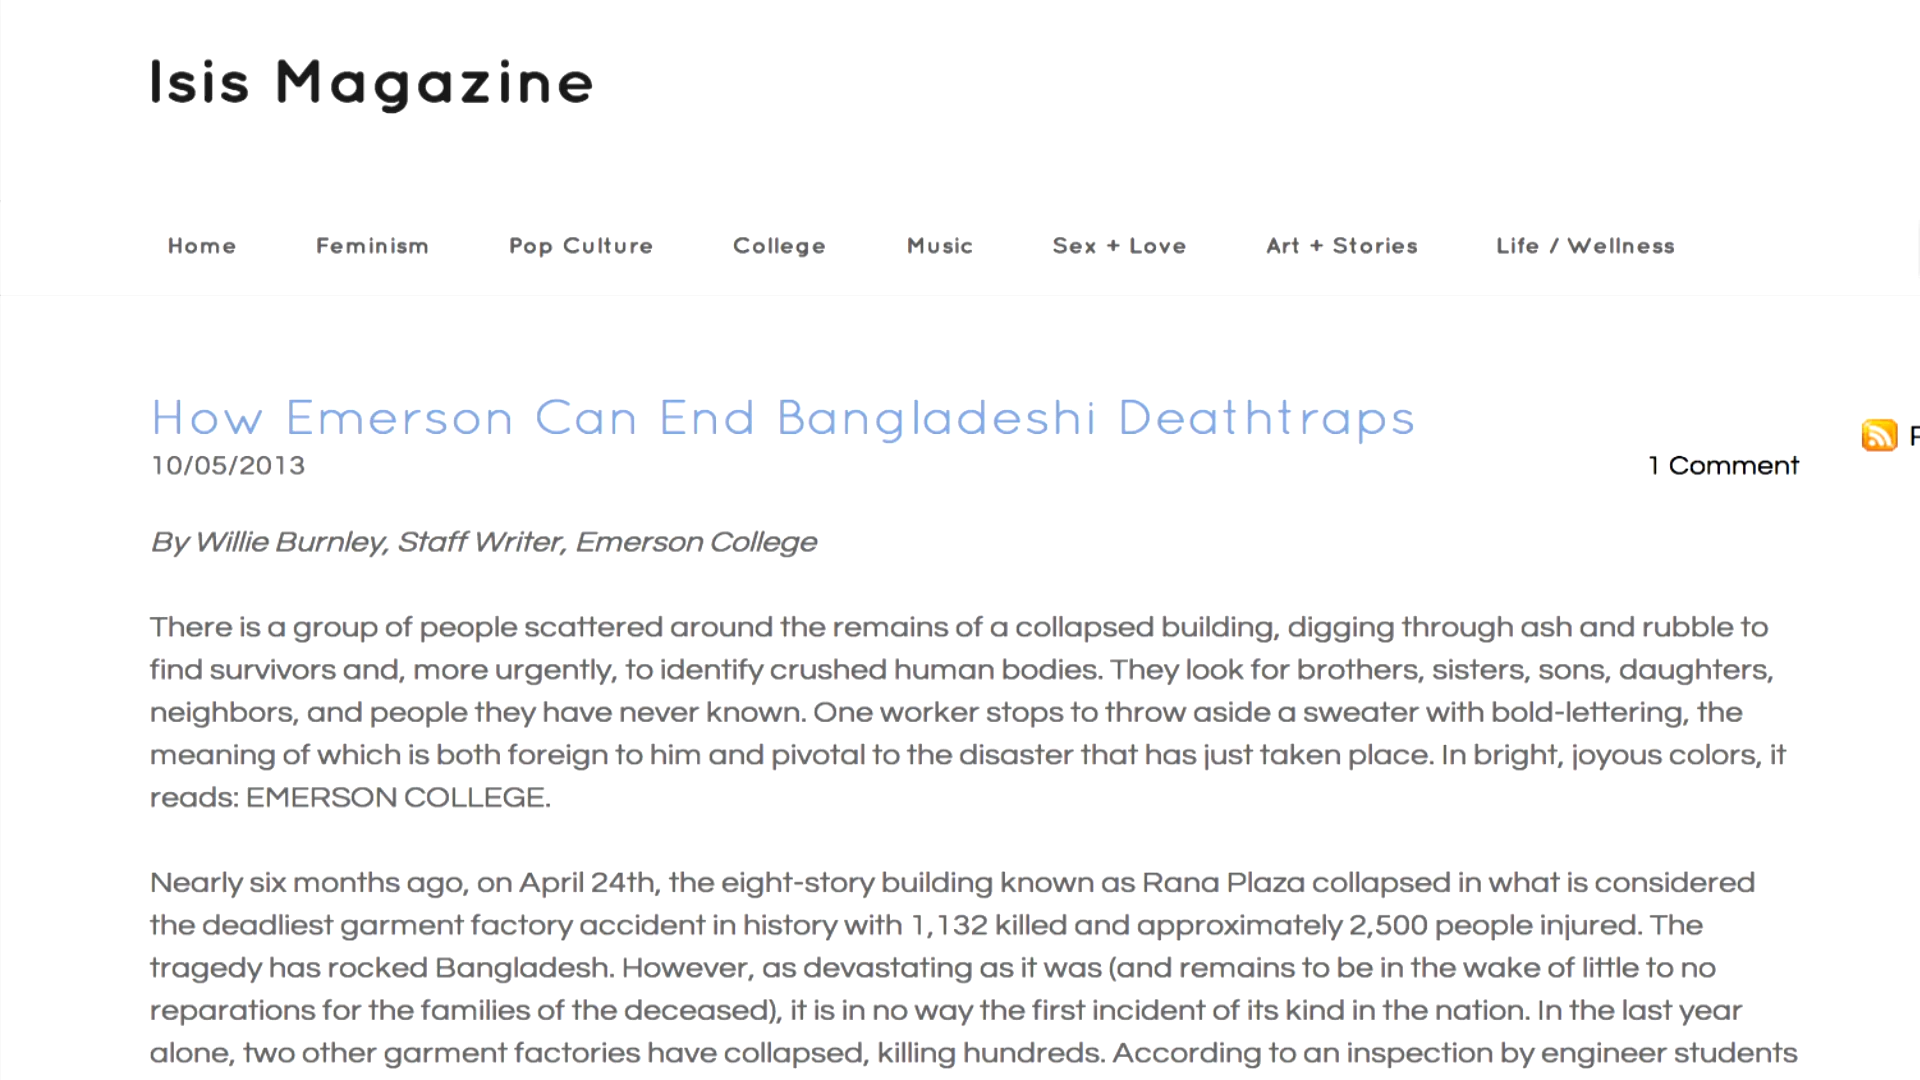 Isis Magazine
Home Feminism Pop Culture College Music Sex + Love Art + Stories Life / Wellness
How Emerson Can End Bangladeshi Deathtraps
10/05/2013 1 Comment
By Willie Burnley, Staff Writer, Emerson College
There is a group of people scattered around the remains of a collapsed building, digging through ash and rubble to
find survivors and, more urgently, to identify crushed human bodies. They look for brothers, sisters, sons, daughters,
neighbors, and people they have never known. One worker stops to throw aside a sweater with bold-lettering, the
meaning of which is both foreign to him and pivotal to the disaster that has just taken place. In bright, joyous colors, it
reads: EMERSON COLLEGE.
Nearly six months ago, on April 24th, the eight-story building known as Rana Plaza collapsed in what is considered
the deadliest garment factory accident in history with 1,132 killed and approximately 2,500 people injured. The
tragedy has rocked Bangladesh. However, as devastating as it was (and remains to be in the wake of little to no
reparations for the families of the deceased), it is in no way the first incident of its kind in the nation. In the last year
alone, two other garment factories have collapsed, killing hundreds. According to an inspection by engineer students